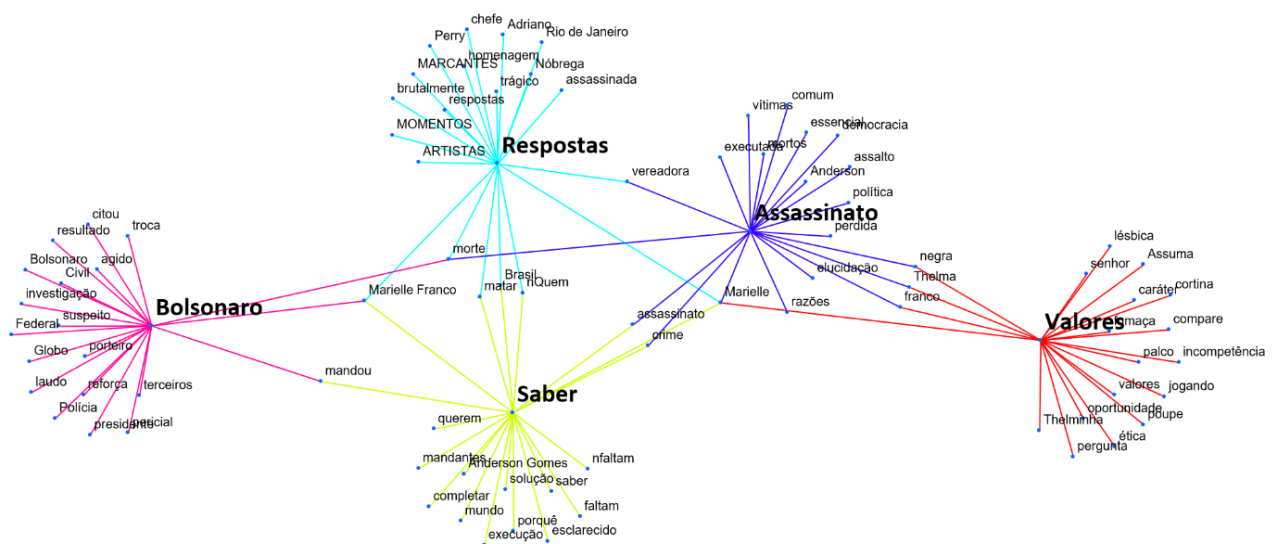 chefe
Adriano
Rio de Janeiro
Perry
homenagem
MARCANTES
Nóbrega
trágico
assassinada
brutalmente
respostas
MOMENTOS
ARTISTAS
Respostas
vereadora
vítimas
comum
essencial
democracia
executada
mortos
assalto
Anderson
política
Assassinato
perdida
elucidação
negra
Thelma
franco
razões
Marielle
assassinato
crime
morte
Brasil
matar
nQuem
Marielle Franco
mandou
citou
troca
resultado
Bolsonaro
agido
Civil
investigação
Bolsonaro
suspeito
Federal
Globo
porteiro
laudo
reforça
terceiros
Polícia
presidente
pericial
Saber
querem
mandantes
Anderson Gomes
nfaltam
solução
saber
completar
mundo
faltam
porquê
esclarecido
execução
lésbica
senhor
Assuma
caráter
cortina
Valores
compare
palco
incompetência
valores
jogando
Thelminha
oportunidade
poupe
ética
pergunta